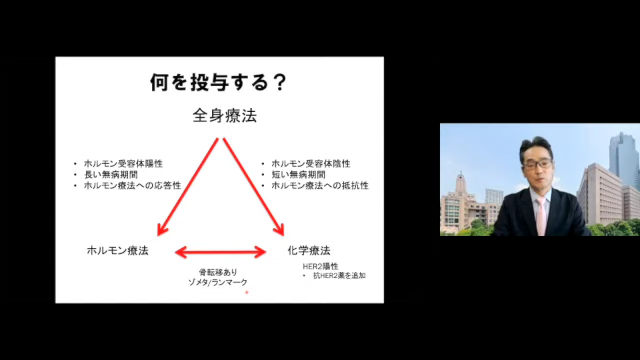 何を投与する？
全身療法
• ホルモン受容体陽性
• 長い無病期間
• ホルモン療法への応答性
• ホルモン受容体陰性
• 短い無病期間
• ホルモン療法への抵抗性
ホルモン療法
化学療法
骨転移あり
ゾメタ/ランマーク
HER2陽性
• 抗HER2薬を追加